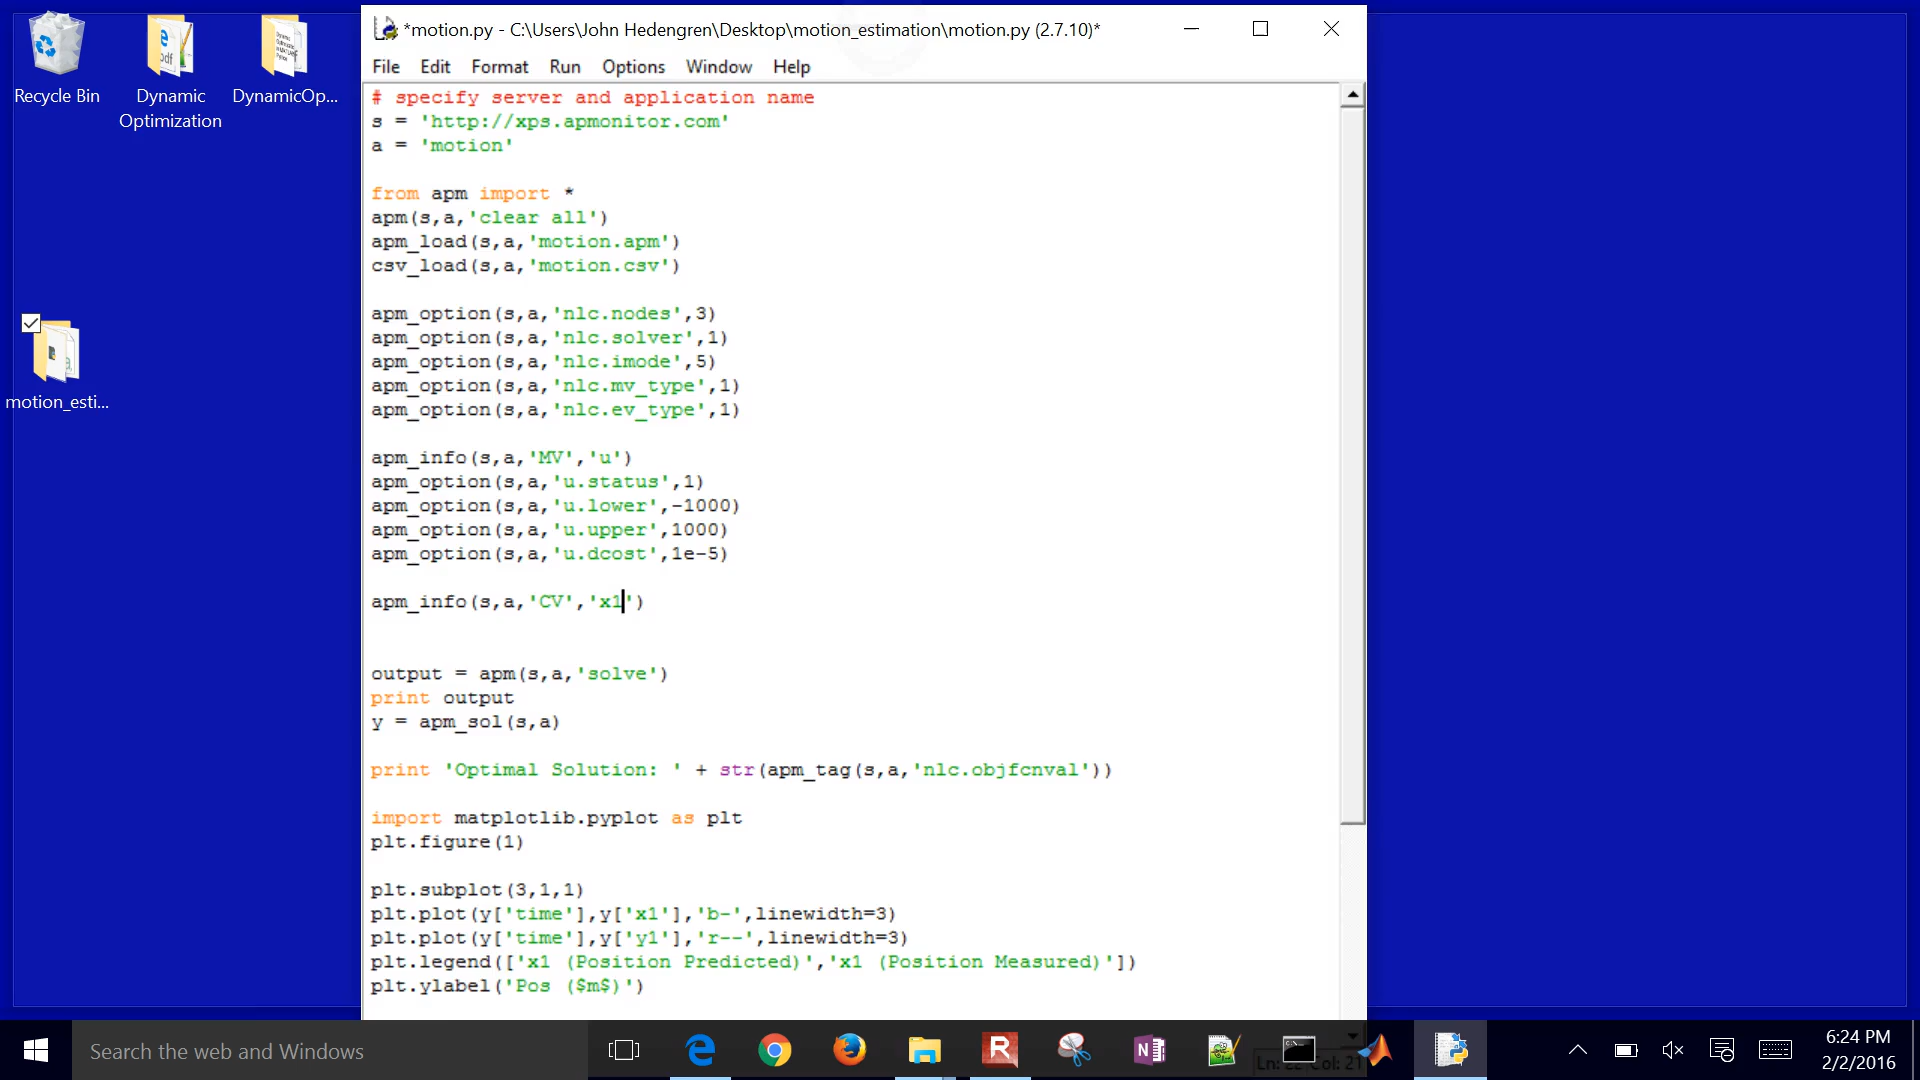 *motion.py - C:\Users\John Hedengren\Desktop\motion_estimation\motion.py (2.7.10)*
File Edit Format Run Options Window Help
Recycle Bin
Dynamic
Optimization
DynamicOp...
motion_esti...
# specify server and application name
s = 'http://xps.apmonitor.com'
a = 'motion'
from apm import *
apm(s,a,'clear all')
apm_load(s,a,'motion.apm')
csv_load(s,a,'motion.csv')
apm_option(s,a,'nlc.nodes',3)
apm_option(s,a,'nlc.solver',1)
apm_option(s,a,'nlc.imode',5)
apm_option(s,a,'nlc.mv_type',1)
apm_option(s,a,'nlc.ev_type',1)
apm_info(s,a,'MV','u')
apm_option(s,a,'u.status',1)
apm_option(s,a,'u.lower',-1000)
apm_option(s,a,'u.upper',1000)
apm_option(s,a,'u.dcost',1e-5)
apm_info(s,a,'CV','x1')
output = apm(s,a,'solve')
print output
y = apm_sol(s,a)
print 'Optimal Solution: ' + str(apm_tag(s,a,'nlc.objfcnval'))
import matplotlib.pyplot as plt
plt.figure(1)
plt.subplot(3,1,1)
plt.plot(y['time'],y['x1'],'b-',linewidth=3)
plt.plot(y['time'],y['y1'],'r--',linewidth=3)
plt.legend(['x1 (Position Predicted)','x1 (Position Measured)'])
plt.ylabel('Pos ($m$)')
Search the web and Windows
6:24 PM
2/2/2016